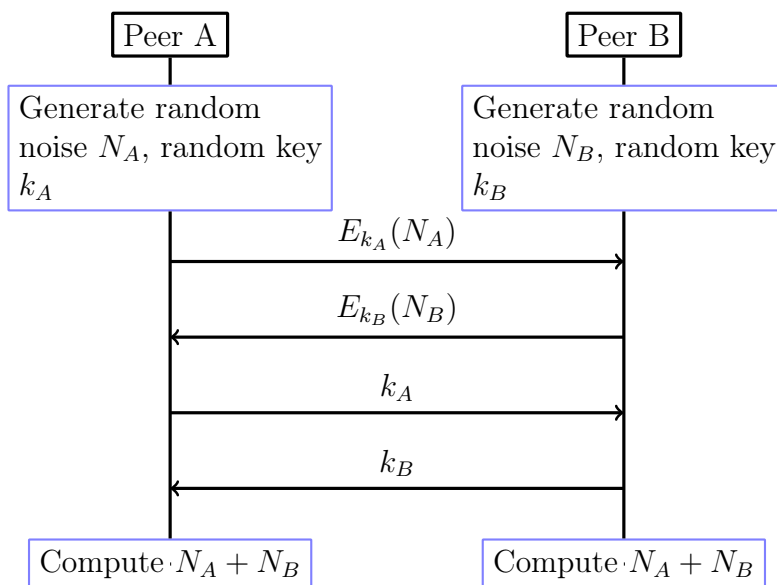 Peer A
Peer B
Generate random
noise $N_A$, random key
$k_A$
Generate random
noise $N_B$, random key
$k_B$
$E_{k_A}(N_A)$
$E_{k_B}(N_B)$
$k_A$
$k_B$
Compute $N_A + N_B$
Compute $N_A + N_B$